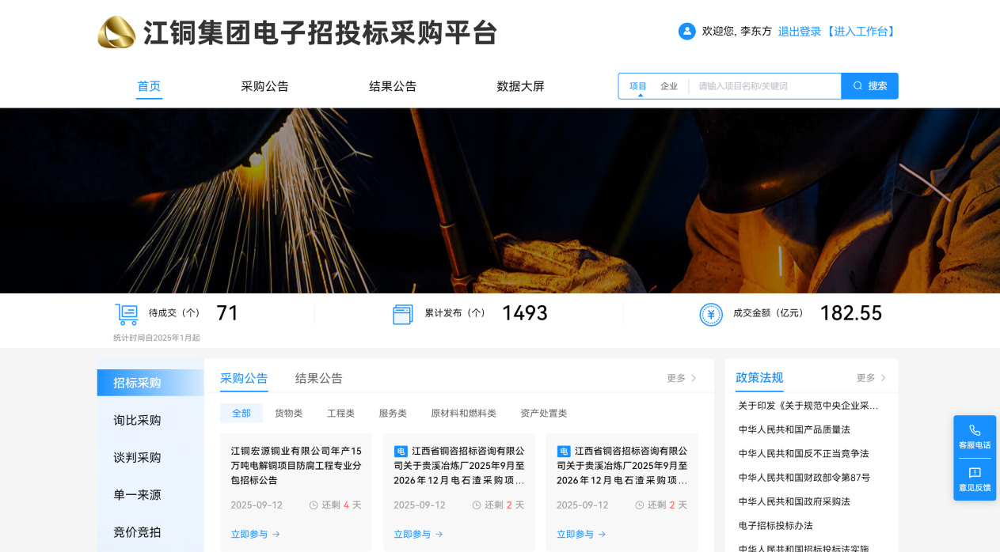 江铜集团电子招投标采购平台
欢迎您, 李东方 退出登录 【进入工作台】
首页 采购公告 结果公告 数据大屏 项目 企业 请输入项目名称/关键词 搜索
待成交（个） 71 累计发布（个） 1493 成交金额（亿元） 182.55
统计时间自2025年1月起
招标采购
询比采购
谈判采购
单一来源
竞价竞拍
采购公告 结果公告 更多
全部 货物类 工程类 服务类 原材料和燃料类 资产处置类
江铜宏源铜业有限公司年产15
万吨电解铜项目防腐工程专业分
包招标公告
2025-09-12 还剩 4 天
立即参与
电 江西省铜咨招标咨询有限公
司关于贵溪冶炼厂2025年9月至
2026年12月电石渣采购项...
2025-09-12 还剩 2 天
立即参与
电 江西省铜咨招标咨询有限公
司关于贵溪冶炼厂2025年9月至
2026年12月电石渣采购项...
2025-09-12 还剩 2 天
立即参与
政策法规 更多
关于印发《关于规范中央企业采...
中华人民共和国产品质量法
中华人民共和国反不正当竞争法
中华人民共和国财政部令第87号
中华人民共和国政府采购法
电子招标投标办法
中华人民共和国招标投标法实施
客服电话
意见反馈